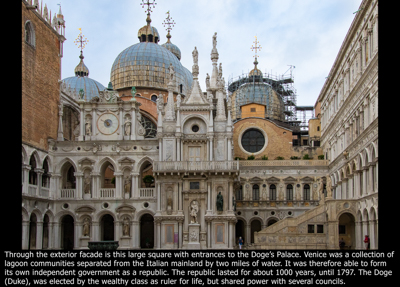 Through the exterior facade is this large square with entrances to the Doge's Palace. Venice was a collection of
lagoon communities separated from the Italian mainland by two miles of water. It was therefore able to form
its own independent government as a republic. The republic lasted for about 1000 years, until 1797. The Doge
(Duke), was elected by the wealthy class as ruler for life, but shared power with several councils.